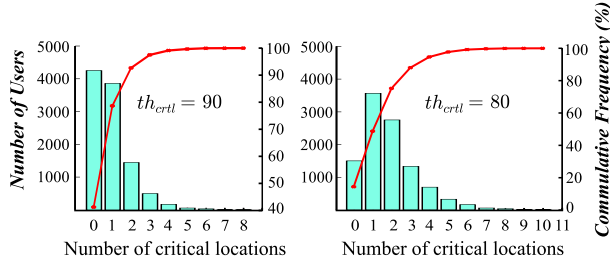 Number of Users
5000
4000
3000
2000
1000
th_crtl = 90
100
90
80
70
60
50
40
0 1 2 3 4 5 6 7 8
Number of critical locations
5000
4000
3000
2000
1000
th_crtl = 80
100
80
60
40
20
0
0 1 2 3 4 5 6 7 8 9 10 11
Number of critical locations
Commulative Frequency (%)